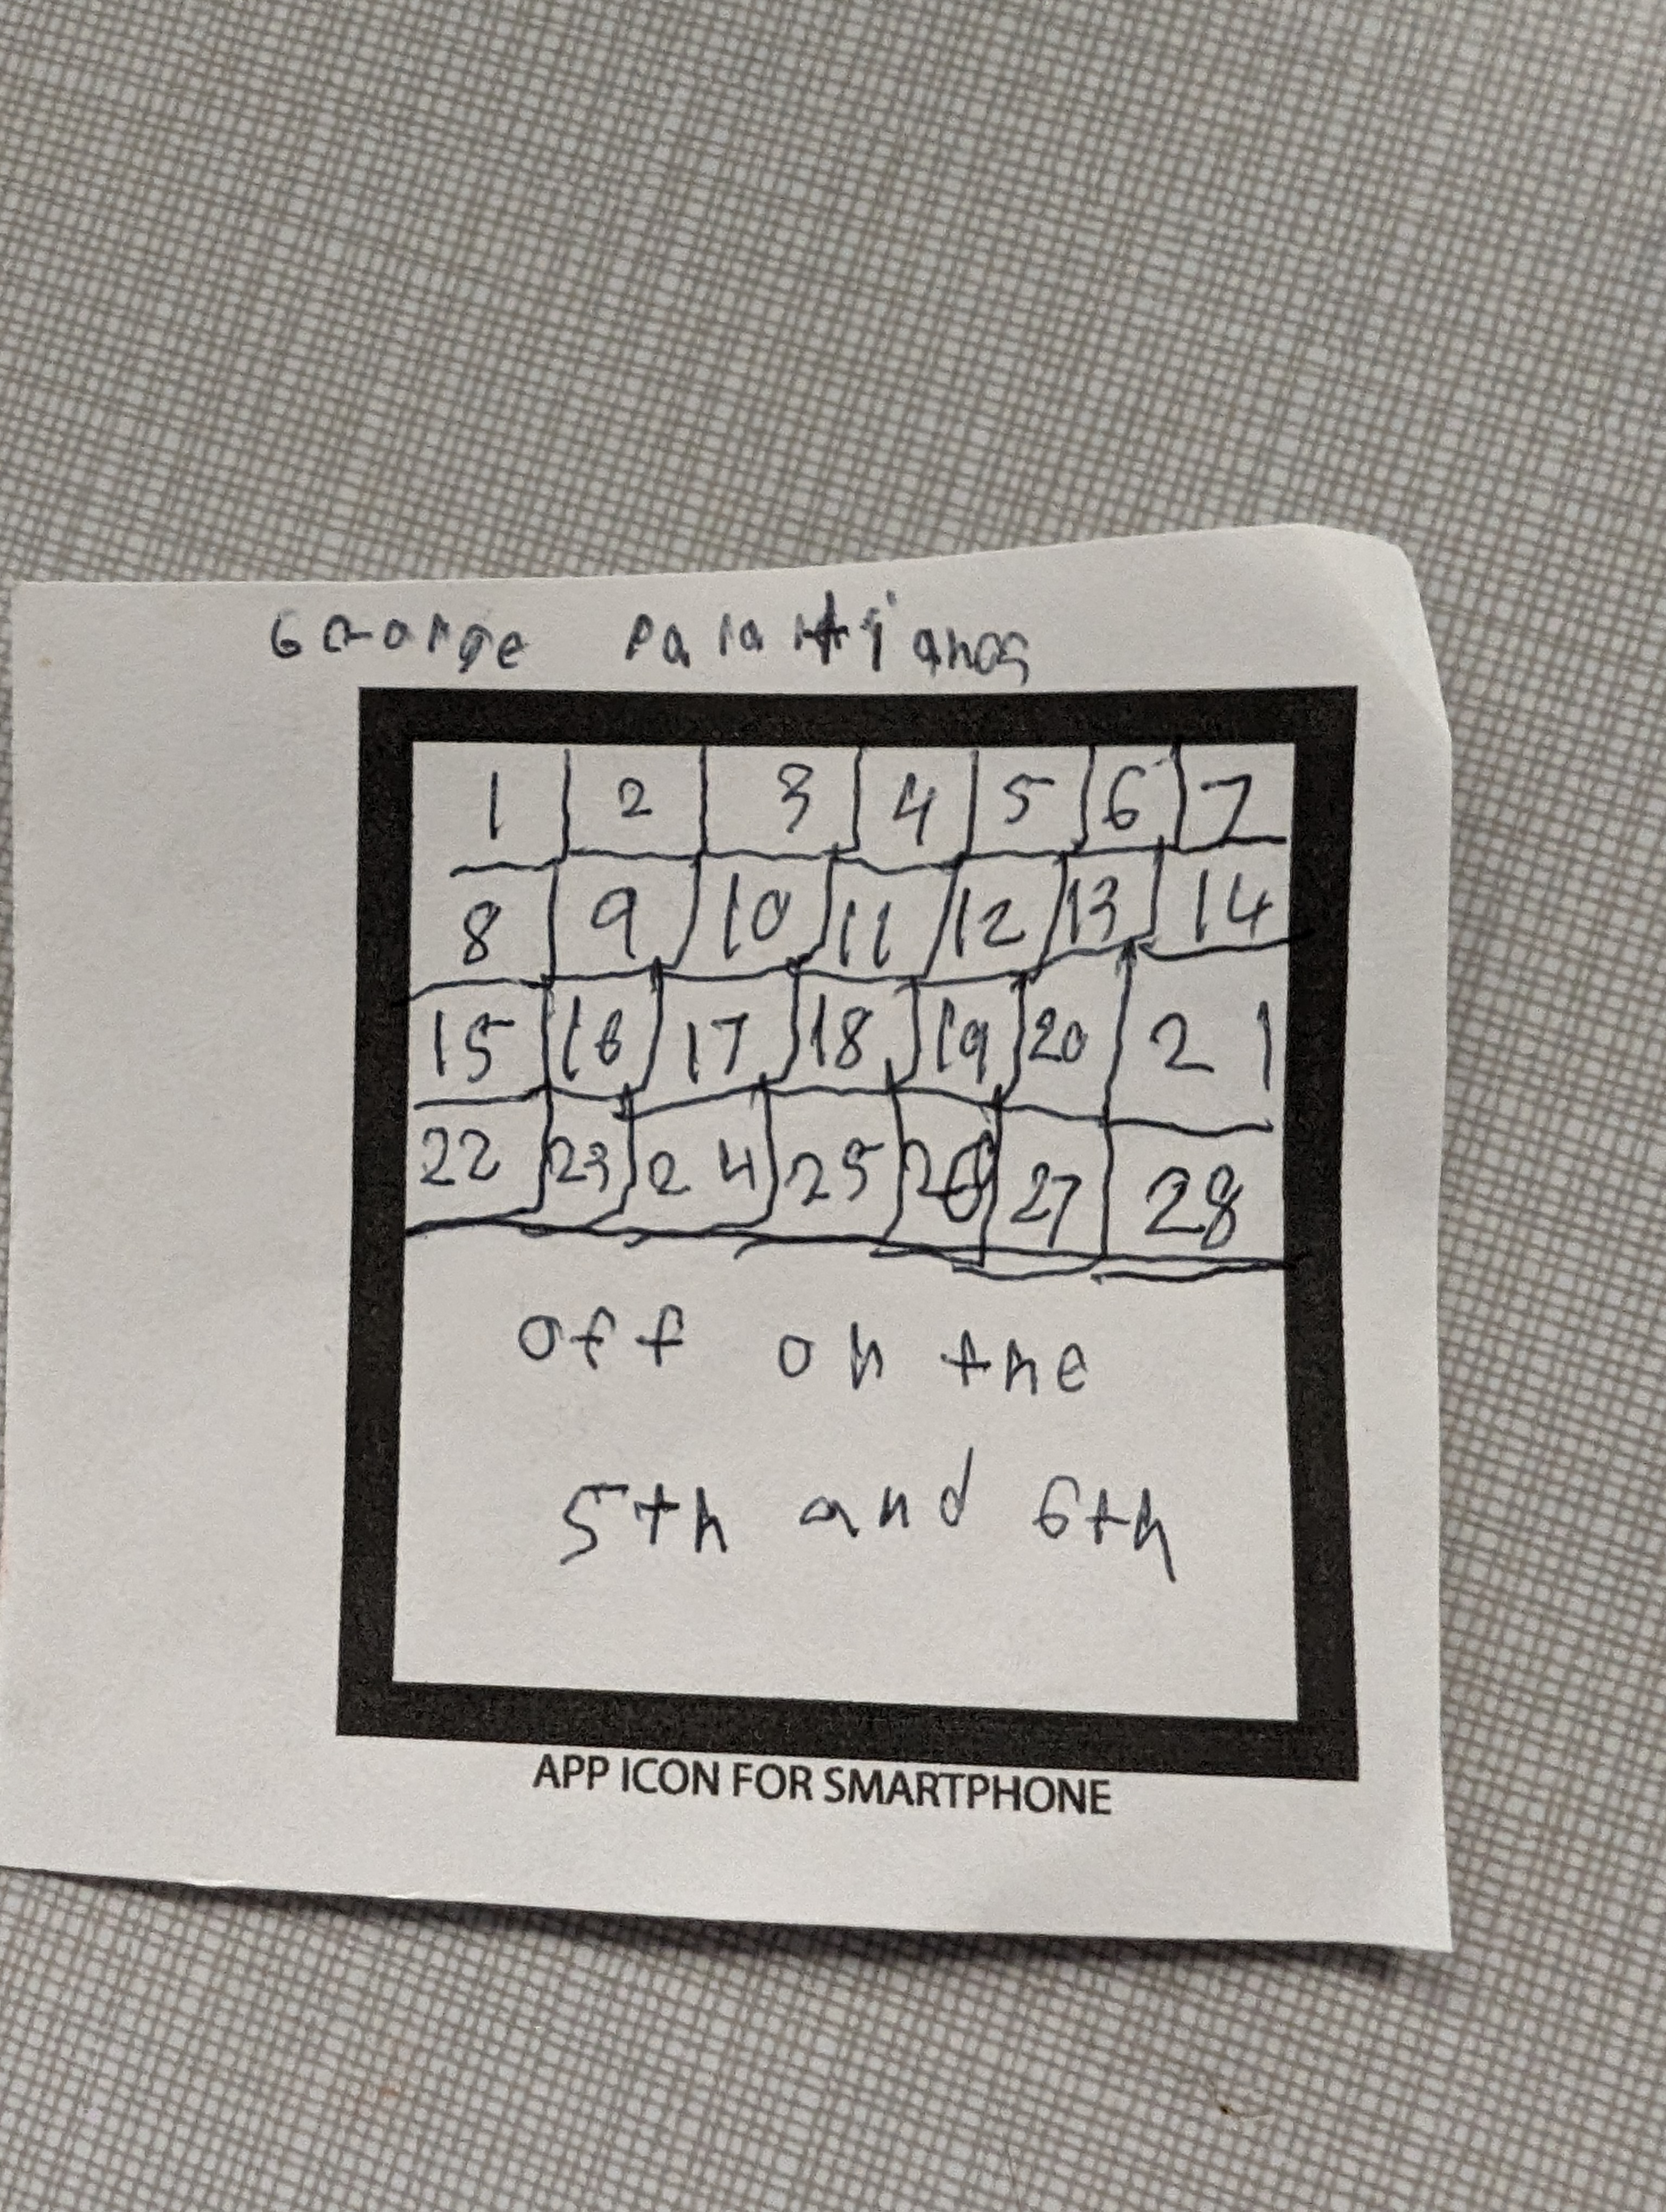 George
1 2 3 4 5 6 7
8 9 10 11 12 13 14
15 16 17 18 19 20 21
22 23 24 25 26 27 28
off on the
5th and 6th
APP ICON FOR SMARTPHONE